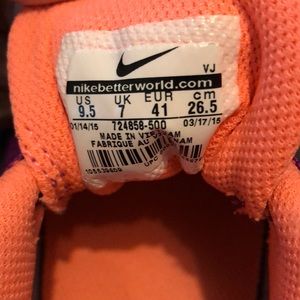 VJ
nikebetterworld.com
US UK EUR cm
9.5 7 41 26.5
01/14/15 724858-500 03/17/15
MADE IN VIETNAM
FABRIQUE AU VIETNAM
UPC